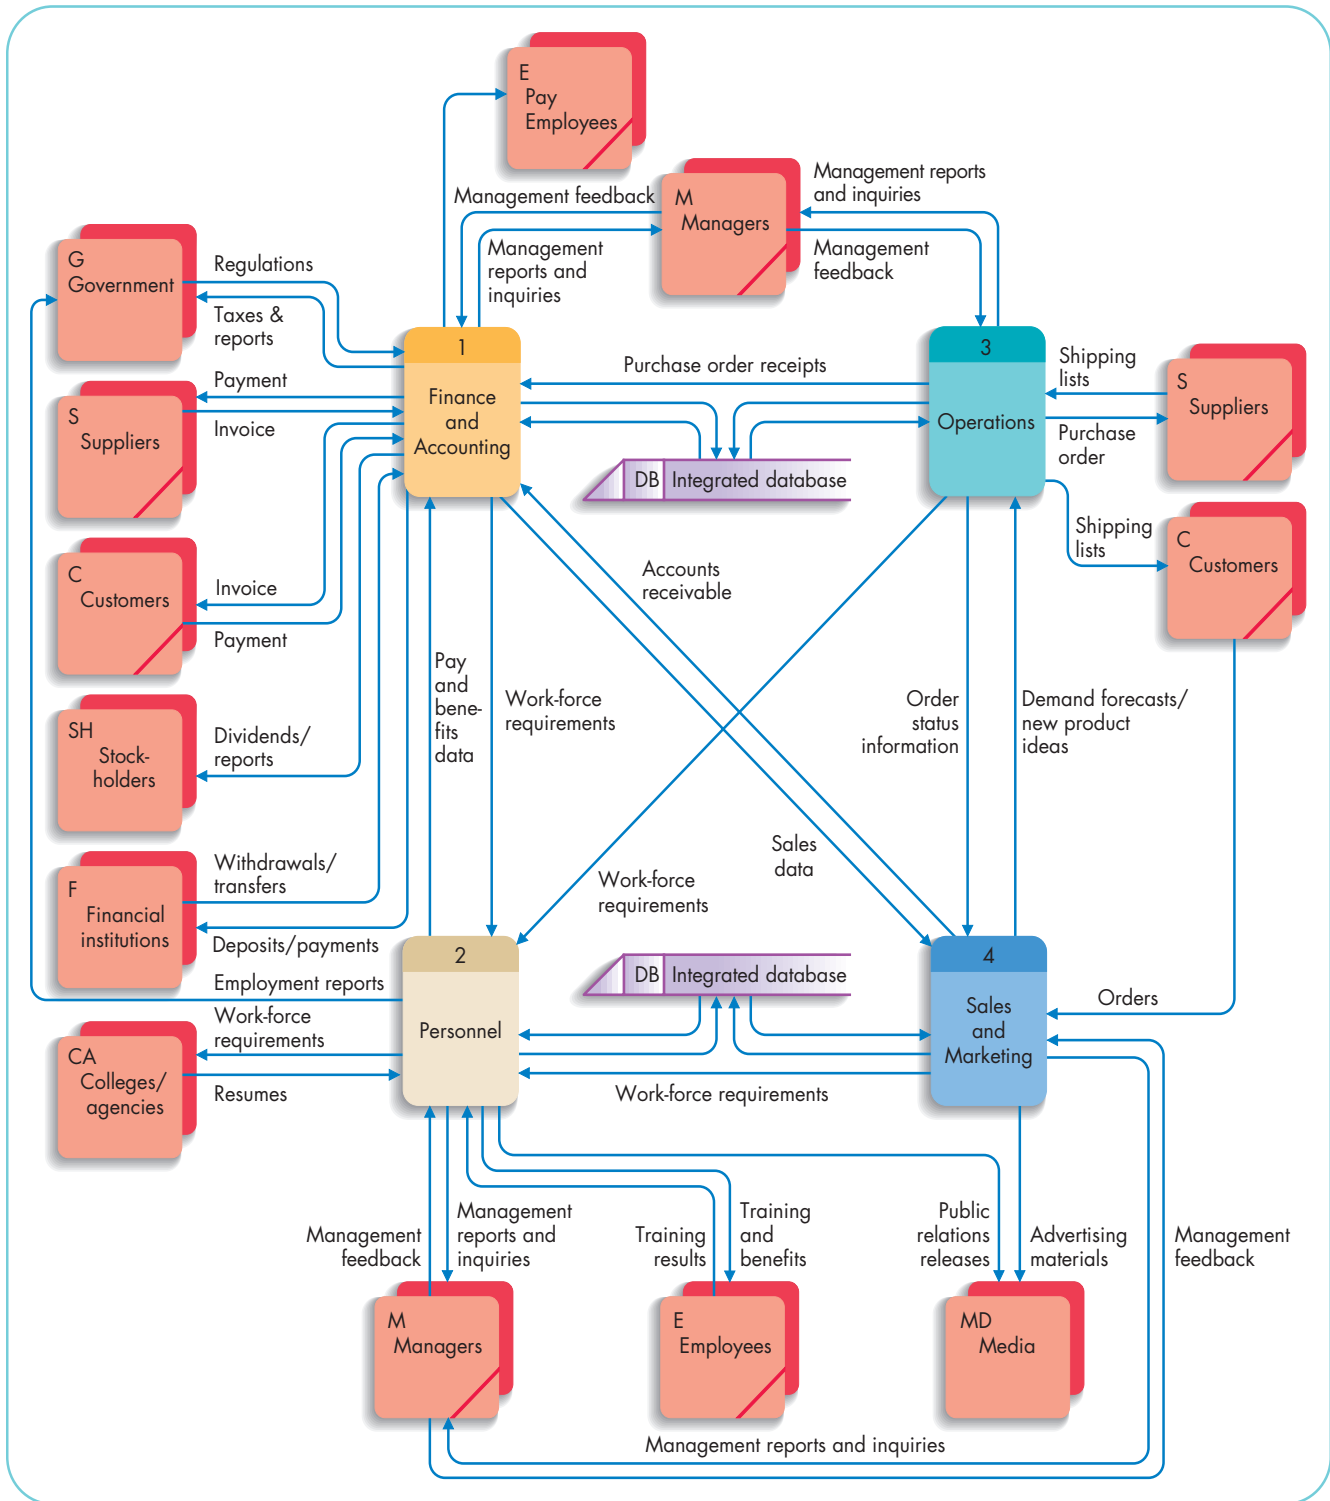 E
Pay
Employees
Management feedback
M
Managers
Management reports
and inquiries
Management
reports and
inquiries
Management
feedback
G
Government
Regulations
Taxes &
reports
1
Finance
and
Accounting
Purchase order receipts
3
Operations
Shipping
lists
S
Suppliers
Purchase
order
Payment
S
Suppliers
Invoice
DB
Integrated database
Shipping
lists
C
Customers
C
Customers
Invoice
Payment
Accounts
receivable
Pay
and
bene-
fits
data
Work-force
requirements
Order
status
information
Demand forecasts/
new product
ideas
SH
Stock-
holders
Dividends/
reports
Sales
data
Withdrawals/
transfers
F
Financial
institutions
Deposits/payments
Work-force
requirements
Employment reports
2
Personnel
DB
Integrated database
4
Sales
and
Marketing
Orders
Work-force
requirements
CA
Colleges/
agencies
Resumes
Work-force requirements
Management
feedback
Management
reports and
inquiries
Training
results
Training
and
benefits
Public
relations
releases
Advertising
materials
Management
feedback
M
Managers
E
Employees
MD
Media
Management reports and inquiries